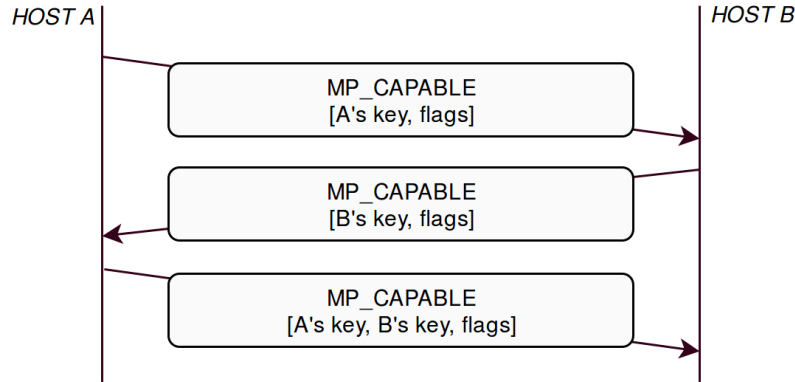 HOST A
HOST B
MP_CAPABLE
[A's key, flags]
MP_CAPABLE
[B's key, flags]
MP_CAPABLE
[A's key, B's key, flags]